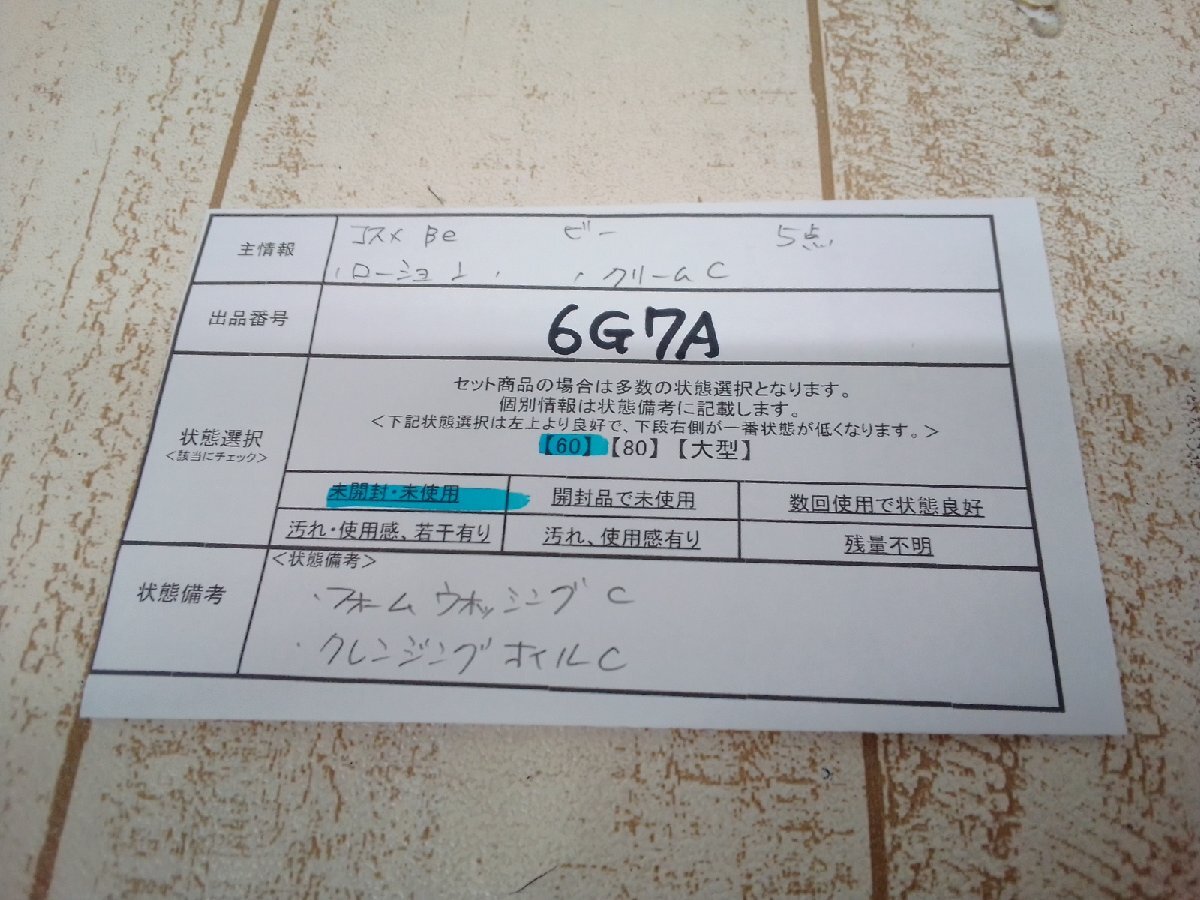 主情報
コスメ Be ビー 5点
・ローション ・ ・クリームC
出品番号
6G7A
状態選択
<該当にチェック>
セット商品の場合は多数の状態選択となります。
個別情報は状態備考に記載します。
<下記状態選択は左上より良好で、下段右側が一番状態が低くなります。>
【60】【80】【大型】
未開封・未使用 開封品で未使用 数回使用で状態良好
汚れ・使用感、若干有り 汚れ、使用感有り 残量不明
状態備考
<状態備考>
・フォームウォッシングC
・クレンジングオイルC